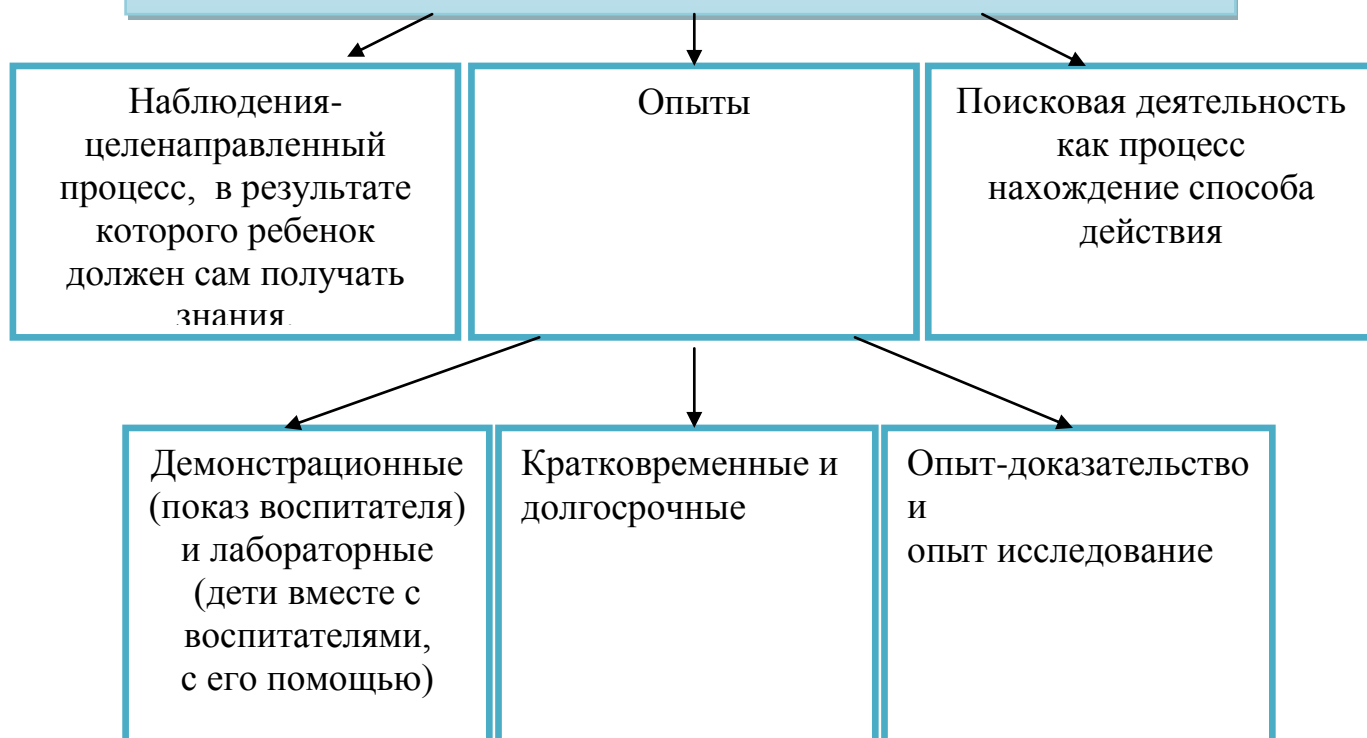 Наблюдения-
целенаправленный
процесс, в результате
которого ребенок
должен сам получать
знания.
Опыты
Поисковая деятельность
как процесс
нахождение способа
действия
Демонстрационные
(показ воспитателя)
и лабораторные
(дети вместе с
воспитателями,
с его помощью)
Кратковременные и
долгосрочные
Опыт-доказательство
и
опыт исследование